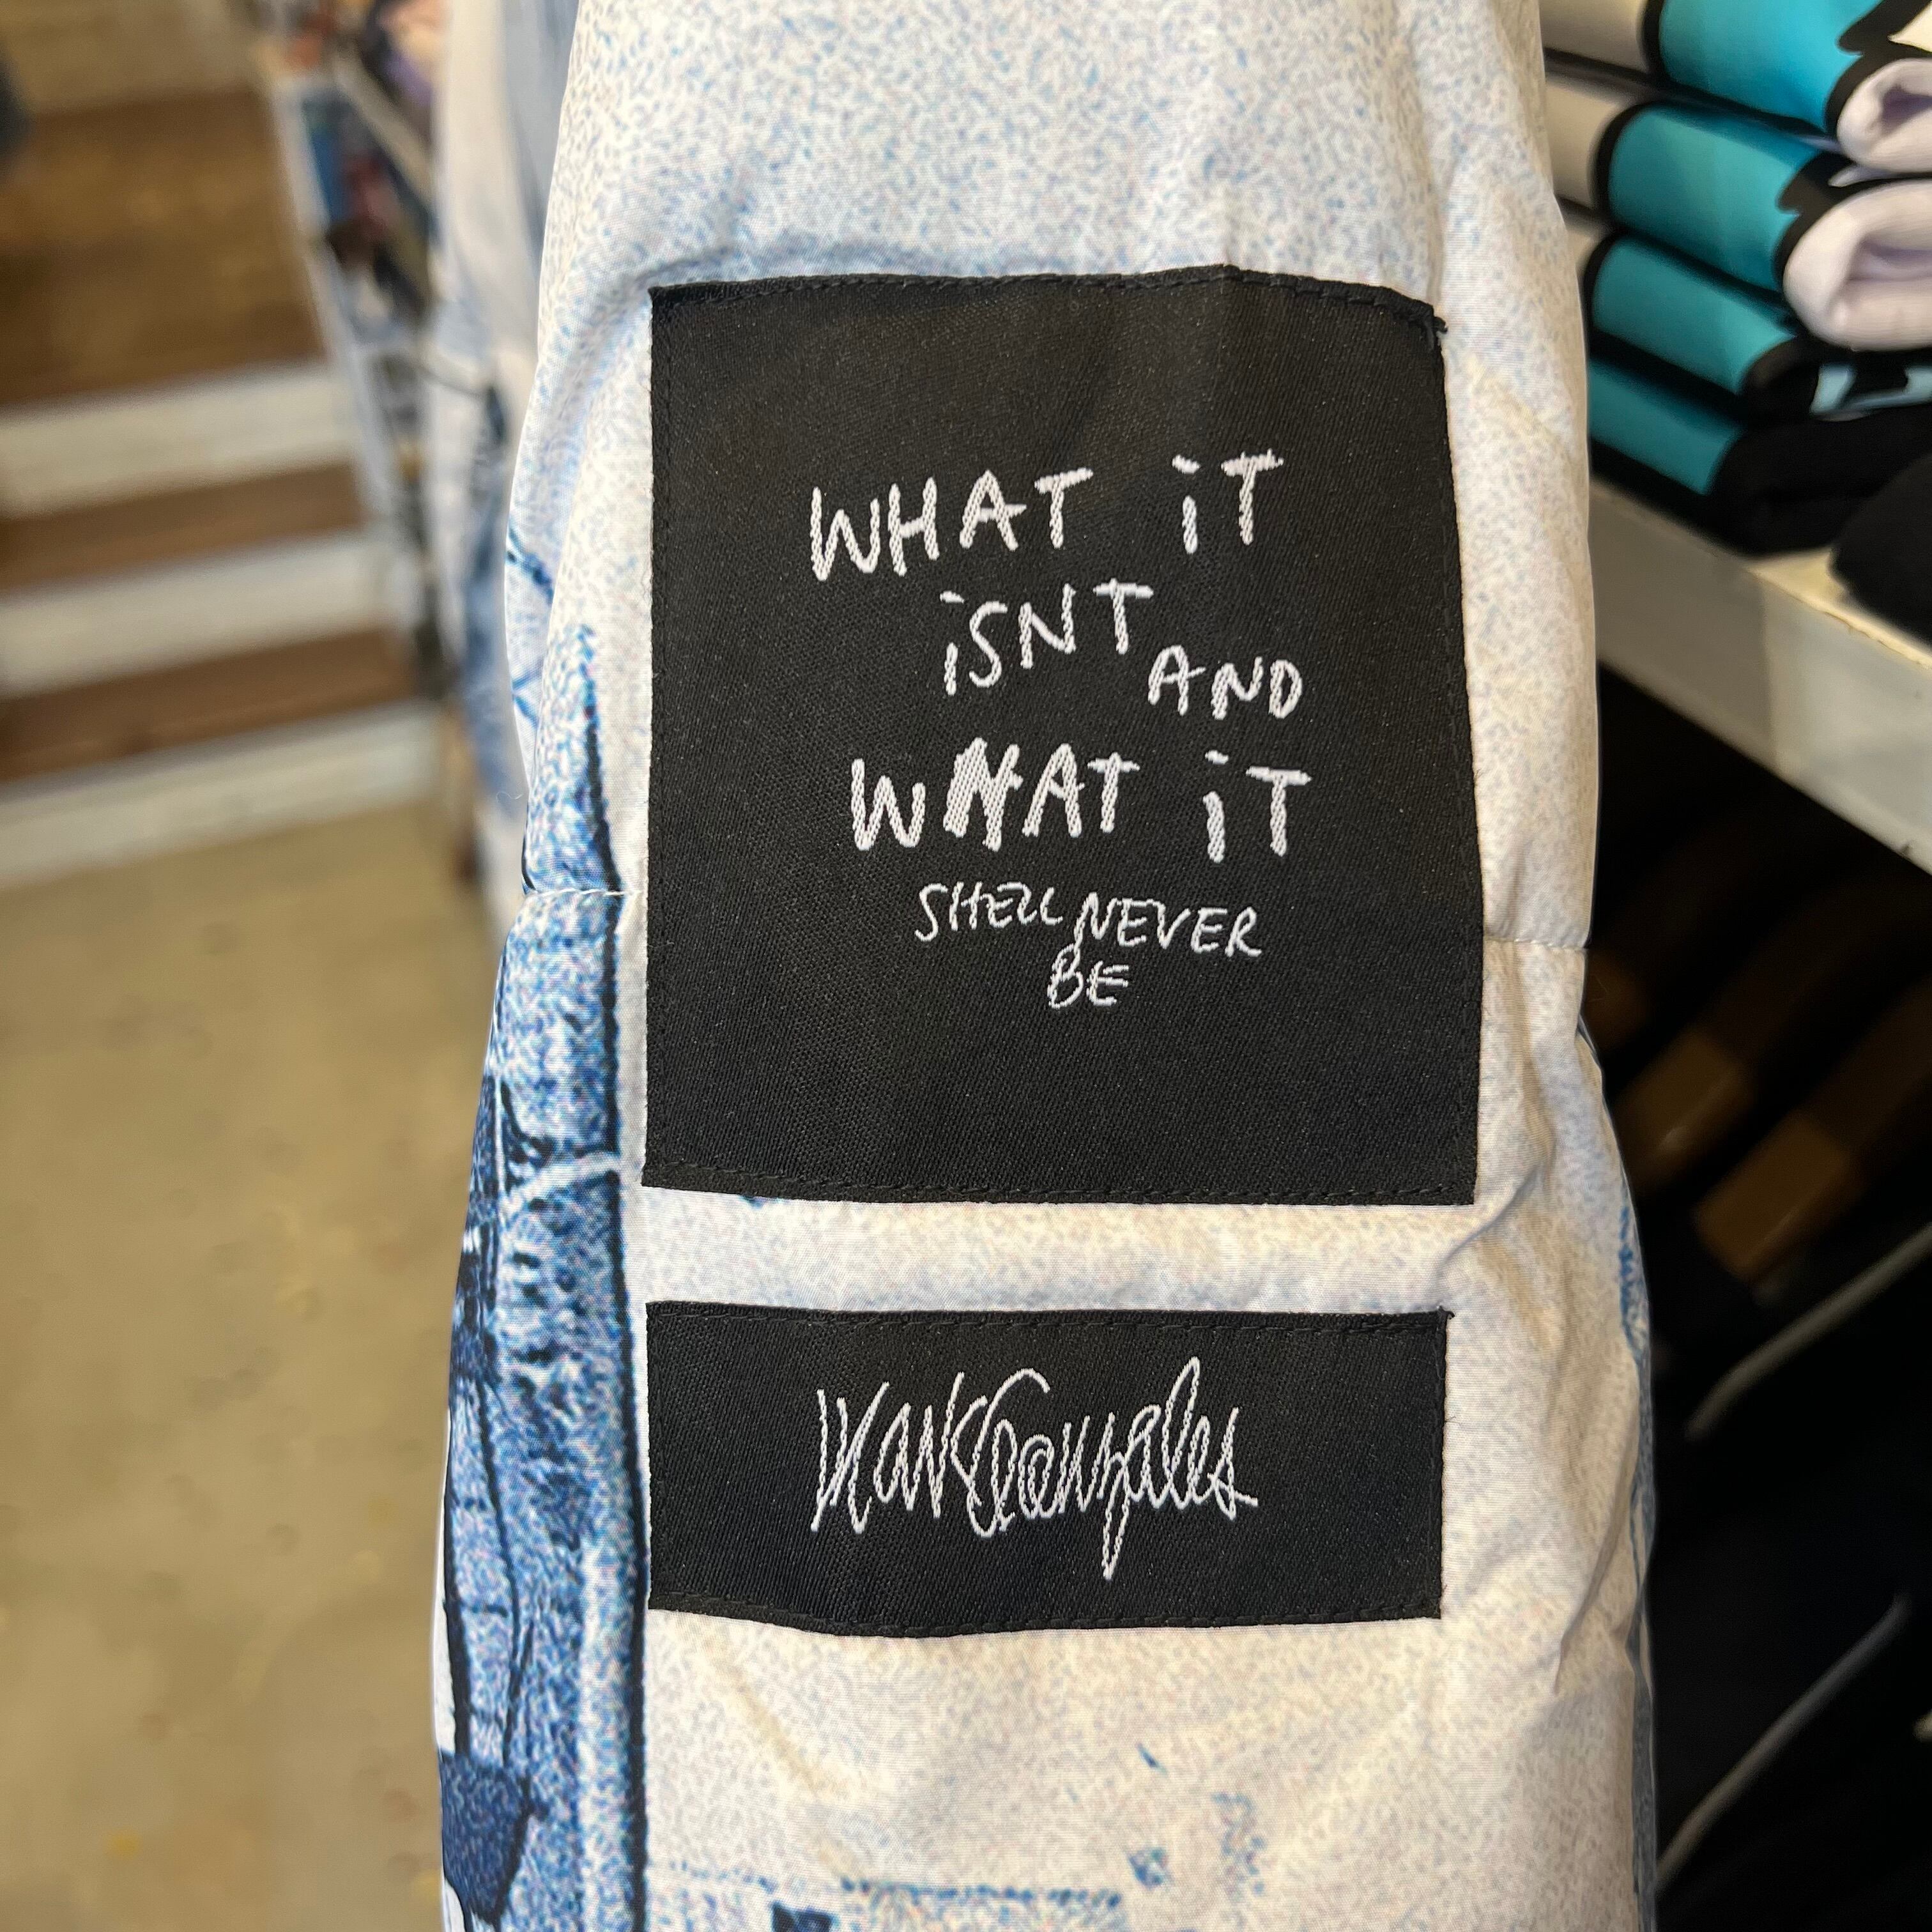 WHAT iT
iSNT AND
WHAT iT
SHELL NEVER
BE
Mark Gonzales